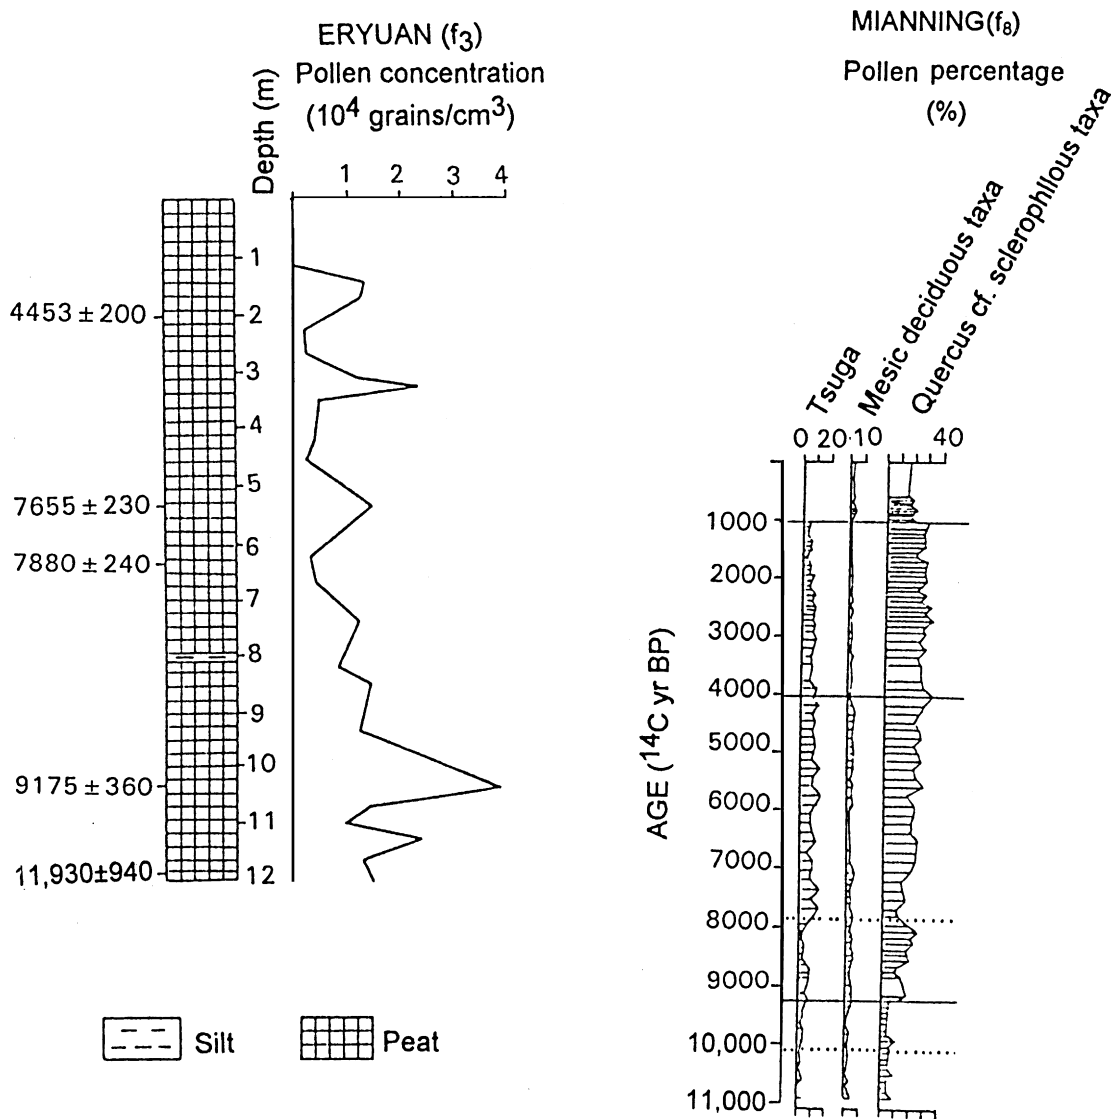 ERYUAN (f3)
Pollen concentration
(10⁴ grains/cm³)
Depth (m)
1 2 3 4
1
4453 ± 200
2
3
4
5
7655 ± 230
6
7880 ± 240
7
8
9
10
9175 ± 360
11
11,930±940
12
Silt
Peat
MIANNING(f8)
Pollen percentage
(%)
Tsuga
Mesic deciduous taxa
Quercus cf. sclerophllous taxa
0 20 10 40
AGE (¹⁴C yr BP)
1000
2000
3000
4000
5000
6000
7000
8000
9000
10,000
11,000